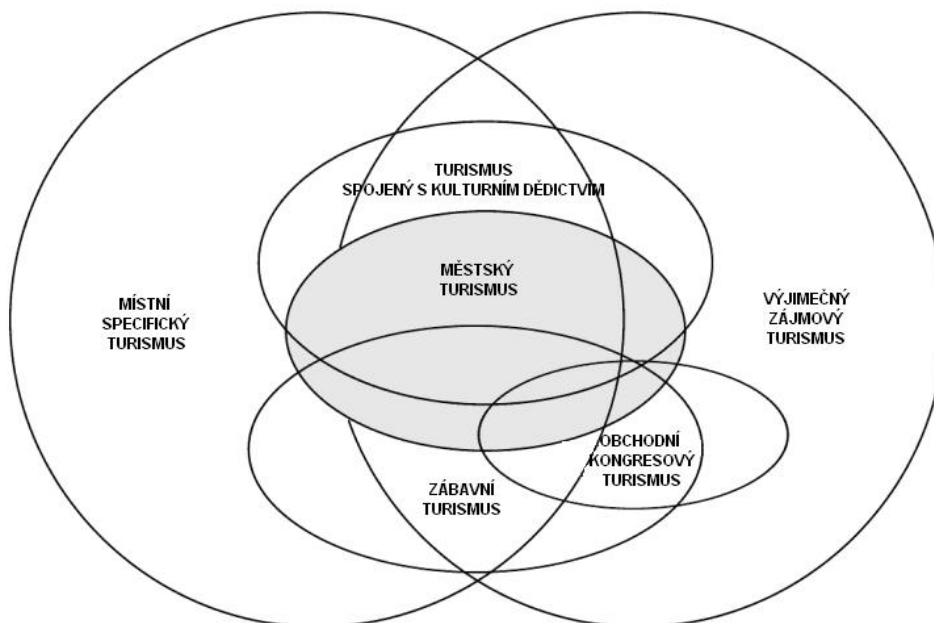 TURISMUS
SPOJENÝ S KULTURNÍM DĚDICTVÍM
MĚSTSKÝ
TURISMUS
MÍSTNÍ
SPECIFICKÝ
TURISMUS
VÝJIMEČNÝ
ZÁJMOVÝ
TURISMUS
OBCHODNÍ
KONGRESOVÝ
TURISMUS
ZÁBAVNÍ
TURISMUS